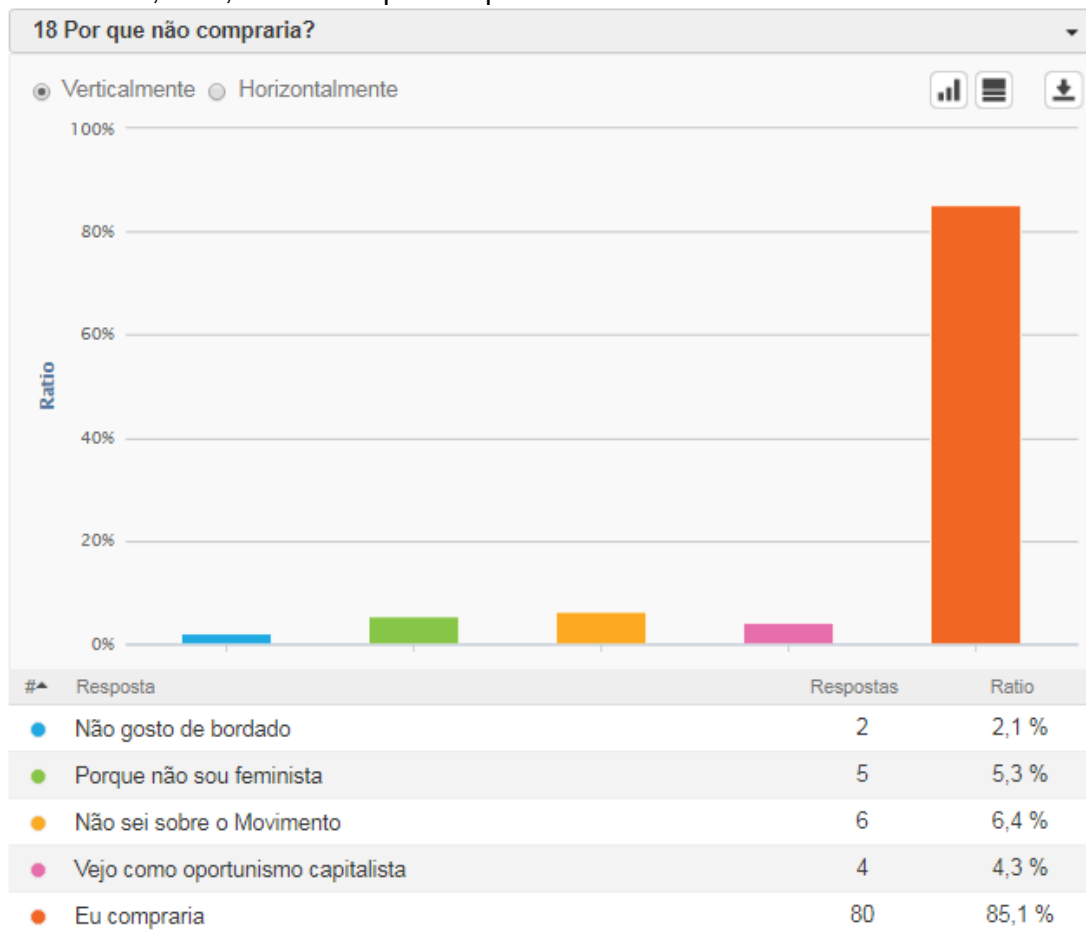 18 Por que não compraria?
Verticalmente Horizontalmente
100%
80%
60%
Ratio
40%
20%
0%
# Resposta Respostas Ratio
Não gosto de bordado 2 2,1 %
Porque não sou feminista 5 5,3 %
Não sei sobre o Movimento 6 6,4 %
Vejo como oportunismo capitalista 4 4,3 %
Eu compraria 80 85,1 %